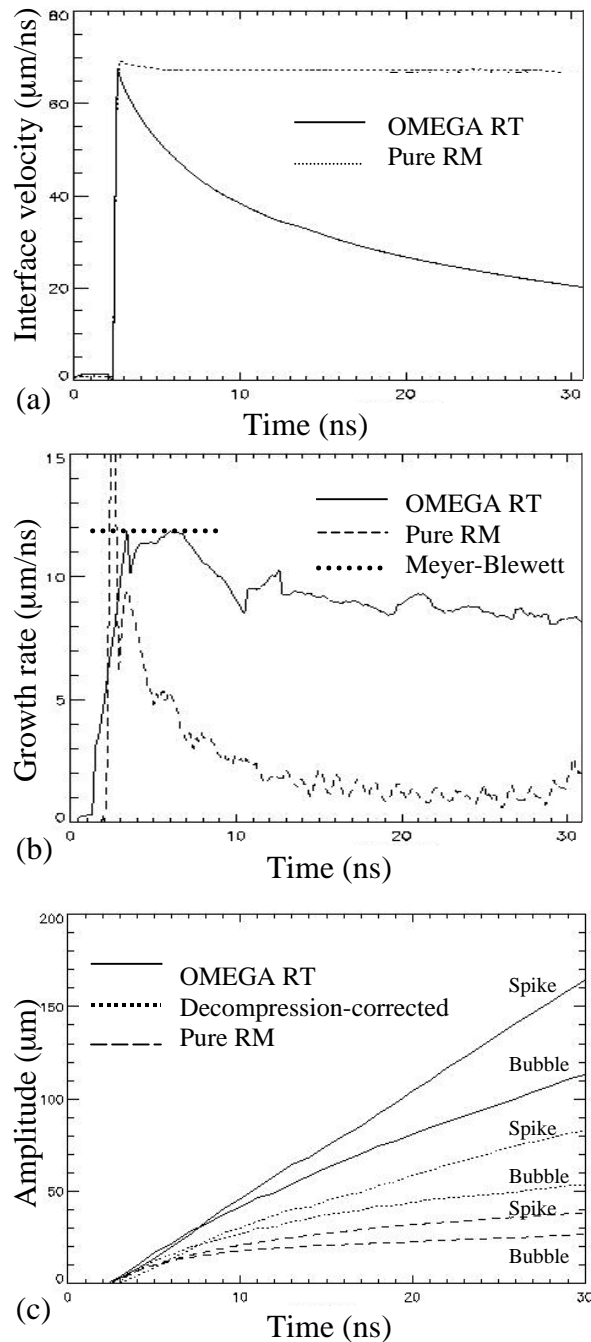 80
60
40
20
0
Interface velocity (μm/ns)
OMEGA RT
Pure RM
0
10
20
30
(a)
Time (ns)
15
10
5
0
Growth rate (μm/ns)
OMEGA RT
Pure RM
Meyer-Blewett
0
10
20
30
(b)
Time (ns)
200
150
100
50
0
Amplitude (μm)
OMEGA RT
Decompression-corrected
Pure RM
Spike
Bubble
Spike
Bubble
Spike
Bubble
0
10
20
30
(c)
Time (ns)